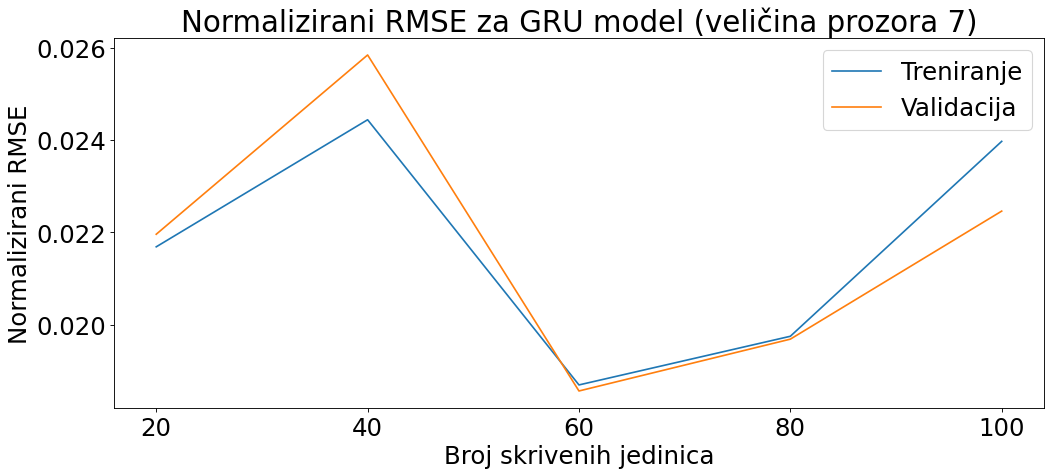 Normalizirani RMSE za GRU model (veličina prozora 7)
Treniranje
Validacija
Normalizirani RMSE
0.026
0.024
0.022
0.020
20 40 60 80 100
Broj skrivenih jedinica